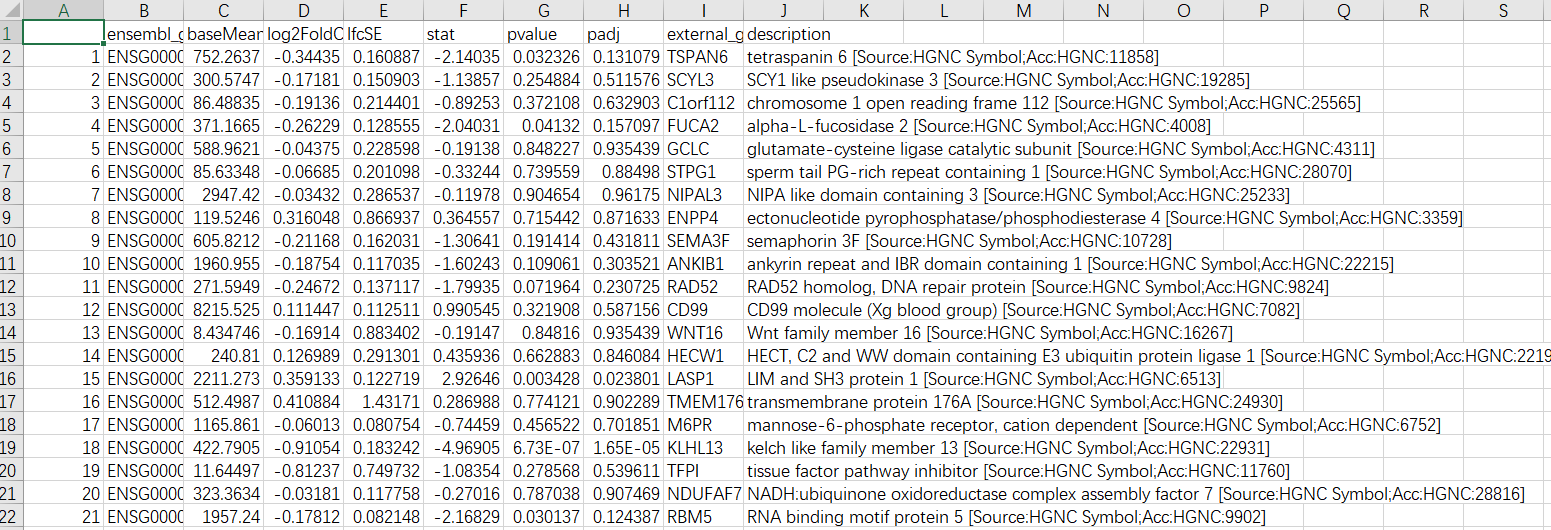 A B C D E F G H I J K L M N O P Q R S
1 ensembl_g baseMean log2FoldC lfcSE stat pvalue padj external_g description
2 1 ENSG000 752.2637 -0.34435 0.160887 -2.14035 0.032326 0.131079 TSPAN6 tetraspanin 6 [Source:HGNC Symbol;Acc:HGNC:11858]
3 2 ENSG000 300.5747 -0.17181 0.150903 -1.13857 0.254884 0.511576 SCYL3 SCY1 like pseudokinase 3 [Source:HGNC Symbol;Acc:HGNC:19285]
4 3 ENSG000 86.48835 -0.19136 0.214401 -0.89253 0.372108 0.632903 C1orf112 chromosome 1 open reading frame 112 [Source:HGNC Symbol;Acc:HGNC:25565]
5 4 ENSG000 371.1665 -0.26229 0.128555 -2.04031 0.04132 0.157097 FUCA2 alpha-L-fucosidase 2 [Source:HGNC Symbol;Acc:HGNC:4008]
6 5 ENSG000 588.9621 -0.04375 0.228598 -0.19138 0.848227 0.935439 GCLC glutamate-cysteine ligase catalytic subunit [Source:HGNC Symbol;Acc:HGNC:4311]
7 6 ENSG000 85.63348 -0.06685 0.201098 -0.33244 0.739559 0.88498 STPG1 sperm tail PG-rich repeat containing 1 [Source:HGNC Symbol;Acc:HGNC:28070]
8 7 ENSG000 2947.42 -0.03432 0.286537 -0.11978 0.904654 0.96175 NIPAL3 NIPA like domain containing 3 [Source:HGNC Symbol;Acc:HGNC:25233]
9 8 ENSG000 119.5246 0.316048 0.866937 0.364557 0.715442 0.871633 ENPP4 ectonucleotide pyrophosphatase/phosphodiesterase 4 [Source:HGNC Symbol;Acc:HGNC:3359]
10 9 ENSG000 605.8212 -0.21168 0.162031 -1.30641 0.191414 0.431811 SEMA3F semaphorin 3F [Source:HGNC Symbol;Acc:HGNC:10728]
11 10 ENSG000 1960.955 -0.18754 0.117035 -1.60243 0.109061 0.303521 ANKIB1 ankyrin repeat and IBR domain containing 1 [Source:HGNC Symbol;Acc:HGNC:22215]
12 11 ENSG000 271.5949 -0.24672 0.137117 -1.79935 0.071964 0.230725 RAD52 RAD52 homolog, DNA repair protein [Source:HGNC Symbol;Acc:HGNC:9824]
13 12 ENSG000 8215.525 0.111447 0.112511 0.990545 0.321908 0.587156 CD99 CD99 molecule (Xg blood group) [Source:HGNC Symbol;Acc:HGNC:7082]
14 13 ENSG000 8.434746 -0.16914 0.883402 -0.19147 0.84816 0.935439 WNT16 Wnt family member 16 [Source:HGNC Symbol;Acc:HGNC:16267]
15 14 ENSG000 240.81 0.126989 0.291301 0.435936 0.662883 0.846084 HECW1 HECT, C2 and WW domain containing E3 ubiquitin protein ligase 1 [Source:HGNC Symbol;Acc:HGNC:2219
16 15 ENSG000 2211.273 0.359133 0.122719 2.92646 0.003428 0.023801 LASP1 LIM and SH3 protein 1 [Source:HGNC Symbol;Acc:HGNC:6513]
17 16 ENSG000 512.4987 0.410884 1.43171 0.286988 0.774121 0.902289 TMEM176 transmembrane protein 176A [Source:HGNC Symbol;Acc:HGNC:24930]
18 17 ENSG000 1165.861 -0.06013 0.080754 -0.74459 0.456522 0.701851 M6PR mannose-6-phosphate receptor, cation dependent [Source:HGNC Symbol;Acc:HGNC:6752]
19 18 ENSG000 422.7905 -0.91054 0.183242 -4.96905 6.73E-07 1.65E-05 KLHL13 kelch like family member 13 [Source:HGNC Symbol;Acc:HGNC:22931]
20 19 ENSG000 11.64497 -0.81237 0.749732 -1.08354 0.278568 0.539611 TFPI tissue factor pathway inhibitor [Source:HGNC Symbol;Acc:HGNC:11760]
21 20 ENSG000 323.3634 -0.03181 0.117758 -0.27016 0.787038 0.907469 NDUFAF7 NADH:ubiquinone oxidoreductase complex assembly factor 7 [Source:HGNC Symbol;Acc:HGNC:28816]
22 21 ENSG000 1957.24 -0.17812 0.082148 -2.16829 0.030137 0.124387 RBM5 RNA binding motif protein 5 [Source:HGNC Symbol;Acc:HGNC:9902]